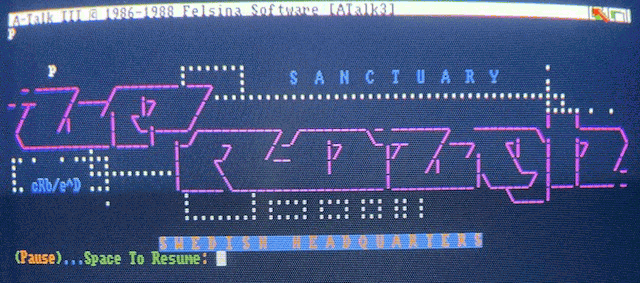 A-Talk III © 1986-1988 Felsina Software [ATalk3]
P
P
SANCTUARY
cRb/e^D
SWEDISH HEADQUARTERS
(Pause)...Space To Resume: